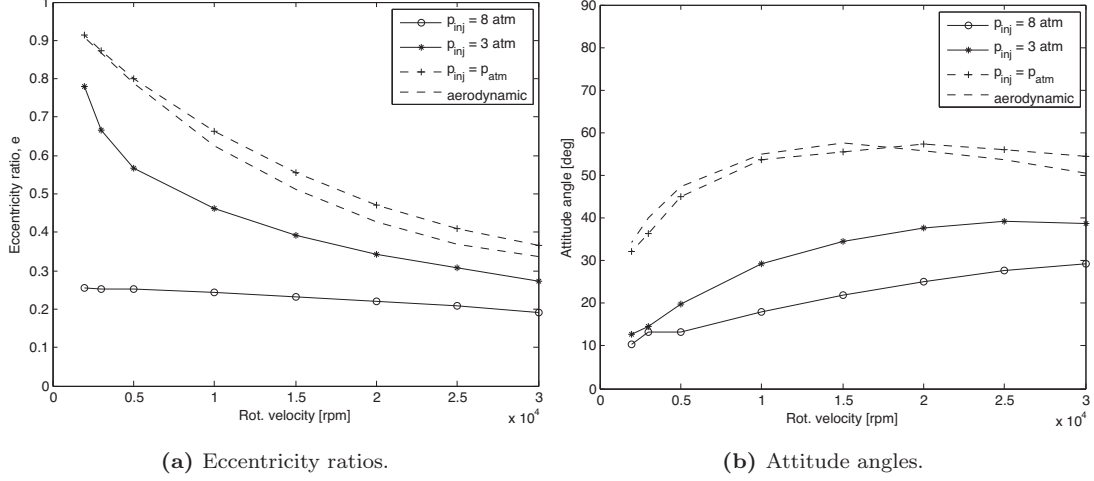 1
0.9
0.8
0.7
0.6
0.5
0.4
0.3
0.2
0.1
0
Eccentricity ratio, e
p_inj = 8 atm
p_inj = 3 atm
p_inj = p_atm
aerodynamic
0 0.5 1 1.5 2 2.5 3
x 10^4
Rot. velocity [rpm]
(a) Eccentricity ratios.
90
80
70
60
50
40
30
20
10
0
Attitude angle [deg]
p_inj = 8 atm
p_inj = 3 atm
p_inj = p_atm
aerodynamic
0 0.5 1 1.5 2 2.5 3
x 10^4
Rot. velocity [rpm]
(b) Attitude angles.